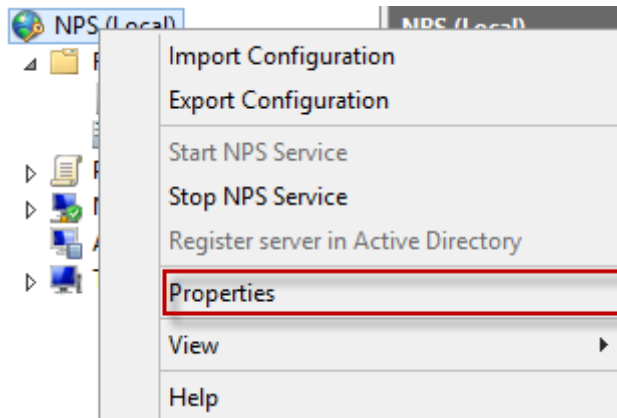 NPS (Local)
NPS (Local)
Import Configuration
Export Configuration
Start NPS Service
Stop NPS Service
Register server in Active Directory
Properties
View
Help